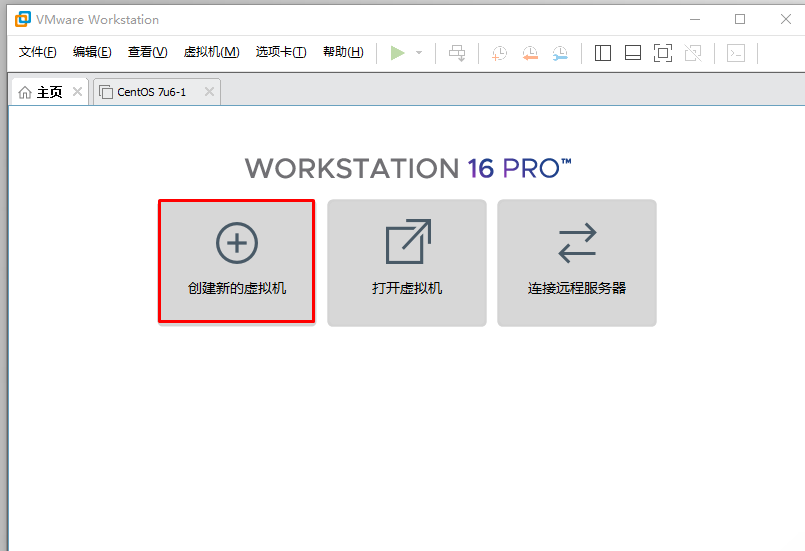 VMware Workstation
文件(F) 编辑(E) 查看(V) 虚拟机(M) 选项卡(T) 帮助(H)
主页 CentOS 7u6-1
WORKSTATION 16 PRO™
创建新的虚拟机 打开虚拟机 连接远程服务器